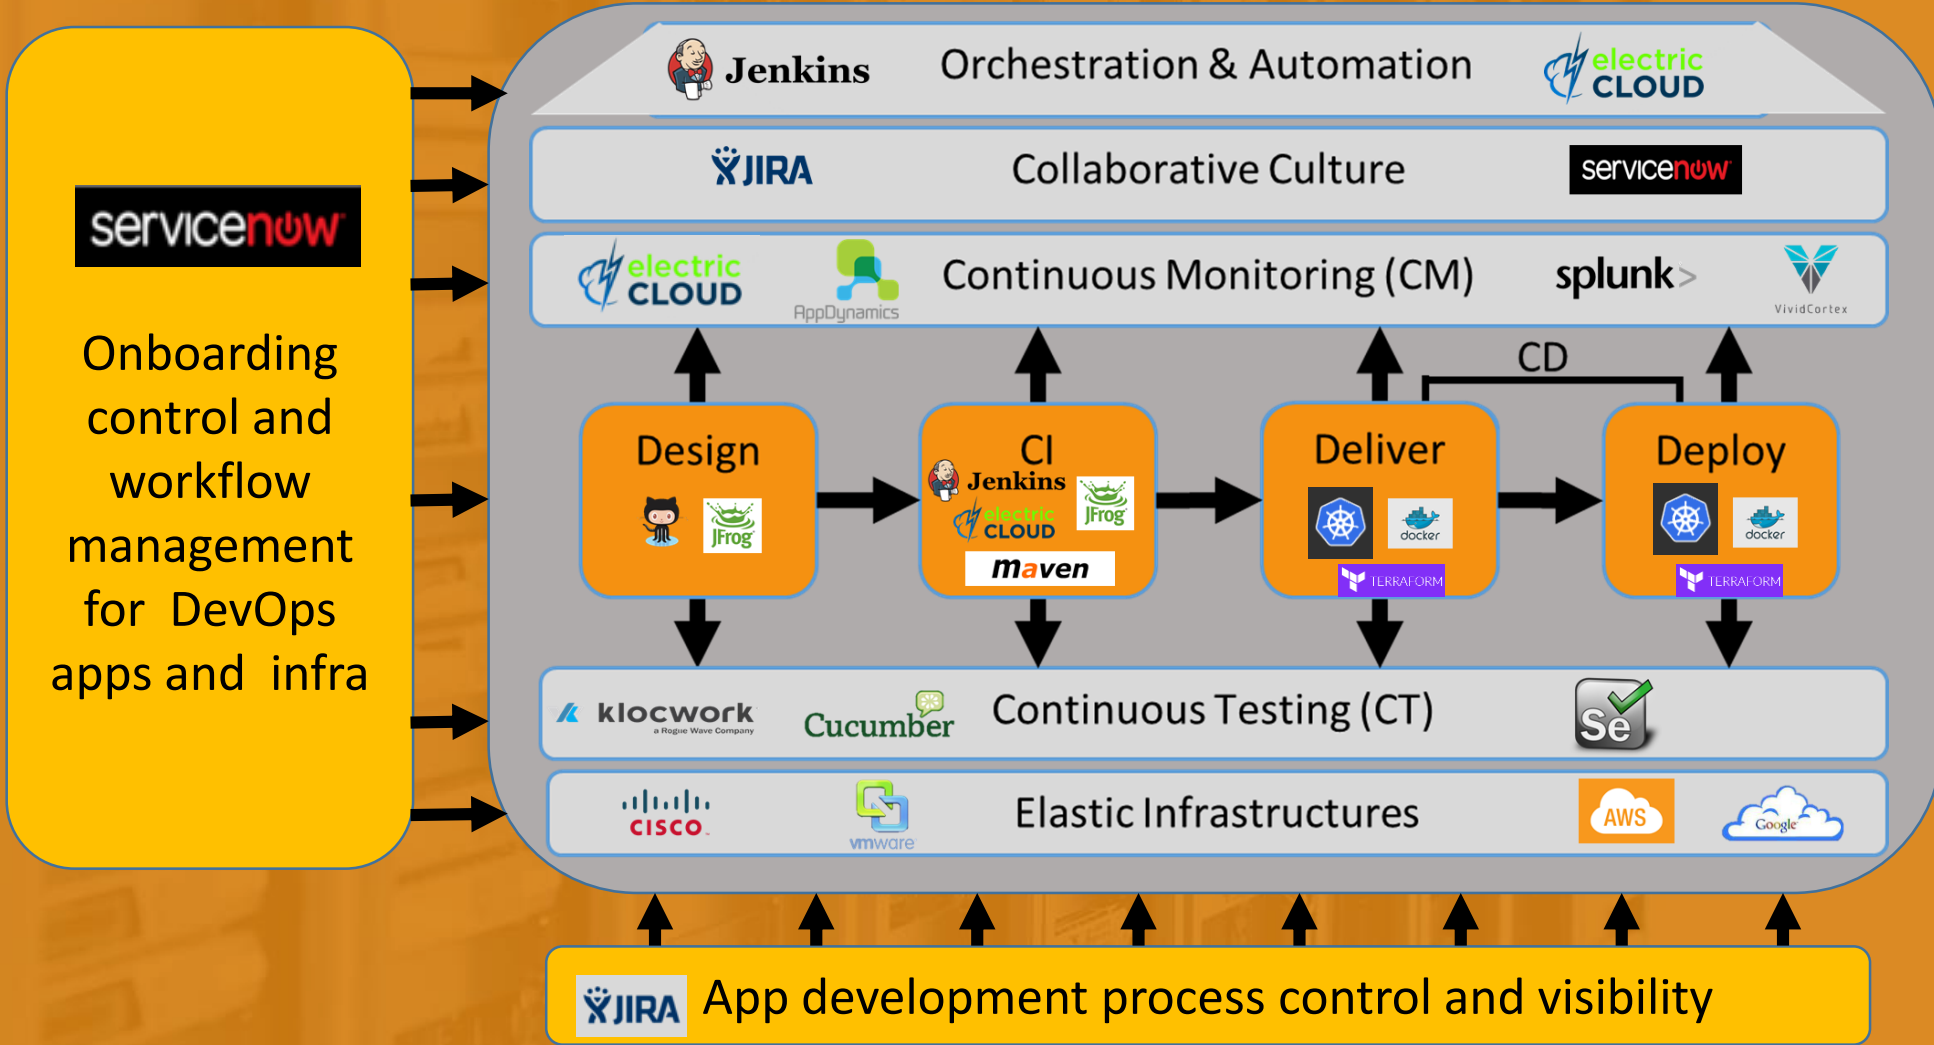 servicenow
Onboarding
control and
workflow
management
for DevOps
apps and infra
Jenkins
Orchestration & Automation
electric
CLOUD
JIRA
Collaborative Culture
servicenow
electric
CLOUD
AppDynamics
Continuous Monitoring (CM)
splunk>
VividCortex
CD
Design
JFrog
CI
Jenkins
electric
CLOUD
JFrog
maven
Deliver
docker
TERRAFORM
Deploy
docker
TERRAFORM
klocwork
a Rogue Wave Company
Cucumber
Continuous Testing (CT)
Se
CISCO
vmware
Elastic Infrastructures
AWS
Google
JIRA
App development process control and visibility